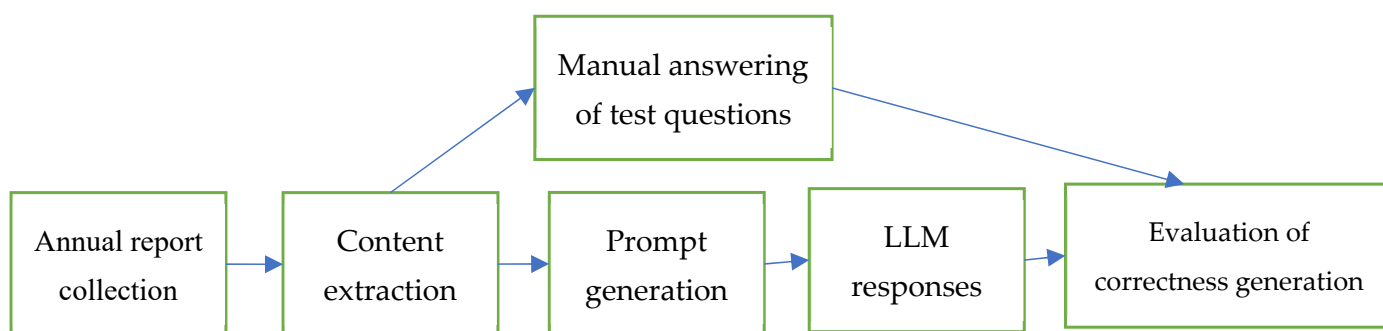 Manual answering
of test questions
Annual report
collection
Content
extraction
Prompt
generation
LLM
responses
Evaluation of
correctness generation